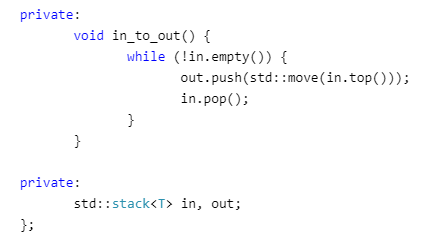 private:
void in_to_out() {
while (!in.empty()) {
out.push(std::move(in.top()));
in.pop();
}
}
private:
std::stack<T> in, out;
};